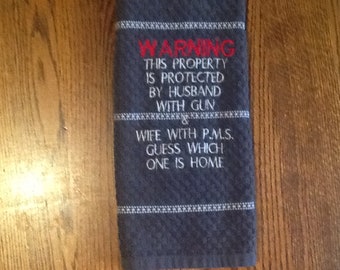 WARNING
THIS PROPERTY
IS PROTECTED
BY HUSBAND
WITH GUN
&
WIFE WITH P.M.S.
GUESS WHICH
ONE IS HOME